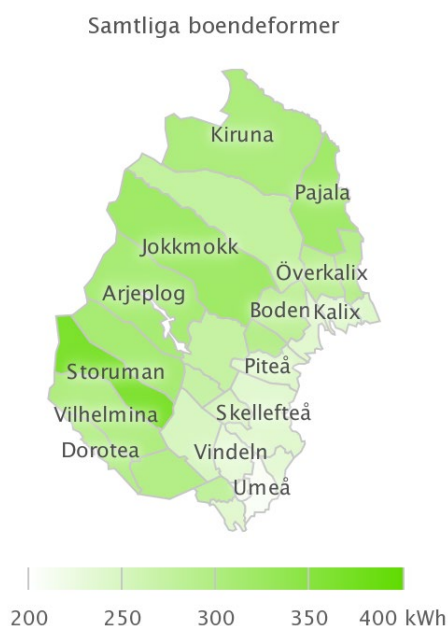 Samtliga boendeformer
Kiruna
Pajala
Jokkmokk
Överkalix
Arjeplog
Boden Kalix
Piteå
Storuman
Skellefteå
Vilhelmina
Dorotea
Vindeln
Umeå
200 250 300 350 400 kWh